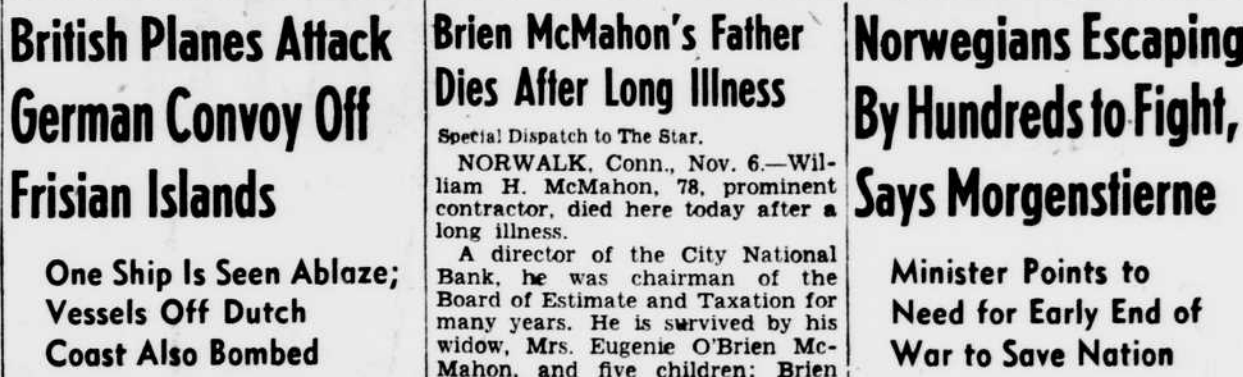 British Planes Attack
German Convoy Off
Frisian Islands
One Ship Is Seen Ablaze;
Vessels Off Dutch
Coast Also Bombed
Brien McMahon's Father
Dies After Long Illness
Special Dispatch to The Star.
NORWALK, Conn., Nov. 6.—Wil-
liam H. McMahon, 78, prominent
contractor, died here today after a
long illness.
A director of the City National
Bank, he was chairman of the
Board of Estimate and Taxation for
many years. He is survived by his
widow, Mrs. Eugenie O'Brien Mc-
Mahon, and five children: Brien
Norwegians Escaping
By Hundreds to Fight,
Says Morgenstierne
Minister Points to
Need for Early End of
War to Save Nation